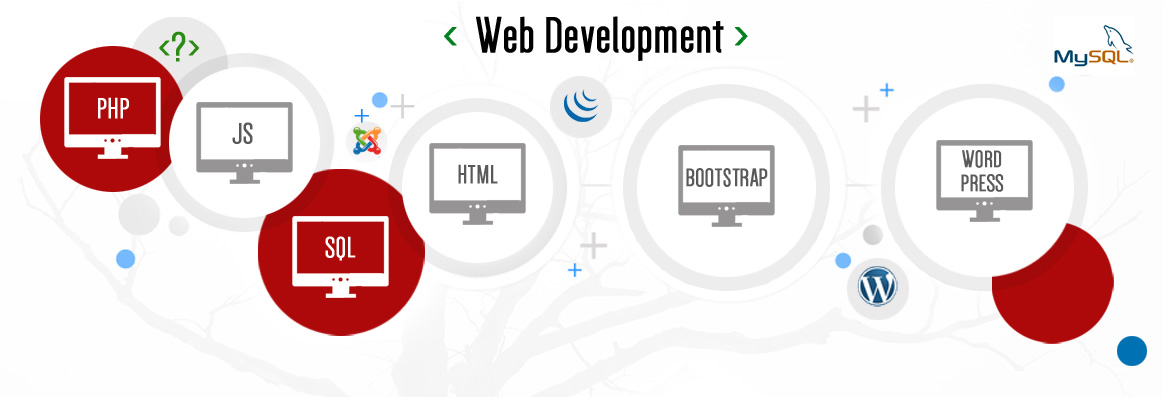 < Web Development >
<?>
MySQL®
PHP
JS
HTML
BOOTSTRAP
WORD
PRESS
SQL
W